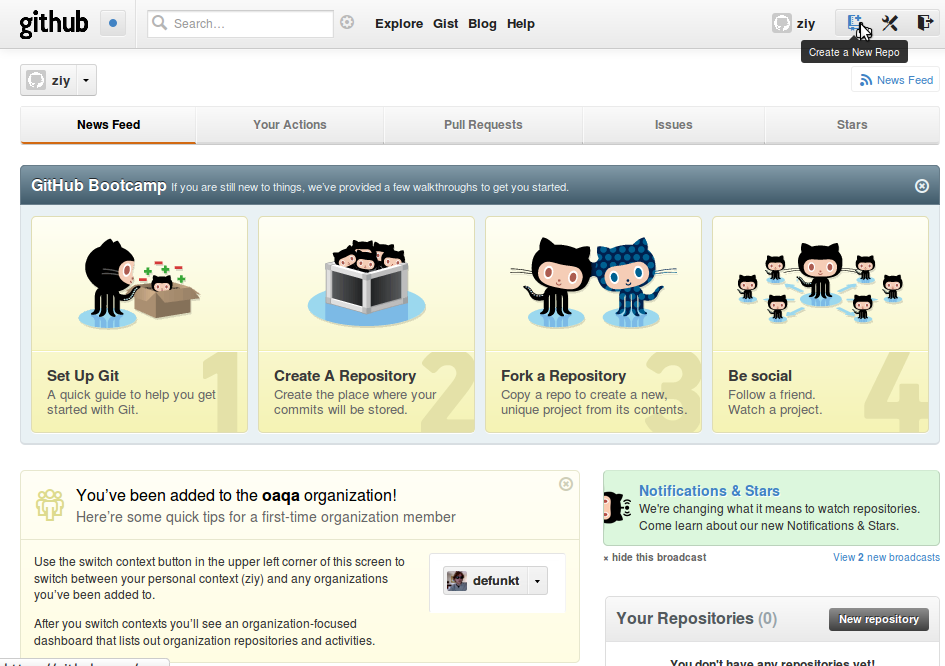 github
Search...
Explore Gist Blog Help
ziy
Create a New Repo
ziy
News Feed
News Feed
Your Actions
Pull Requests
Issues
Stars
GitHub Bootcamp If you are still new to things, we've provided a few walkthroughs to get you started.
1
Set Up Git
A quick guide to help you get
started with Git.
2
Create A Repository
Create the place where your
commits will be stored.
3
Fork a Repository
Copy a repo to create a new,
unique project from its contents.
4
Be social
Follow a friend.
Watch a project.
You've been added to the oaqa organization!
Here're some quick tips for a first-time organization member
Use the switch context button in the upper left corner of this screen to
switch between your personal context (ziy) and any organizations
you've been added to.
After you switch contexts you'll see an organization-focused
dashboard that lists out organization repositories and activities.
defunkt
Notifications & Stars
We're changing what it means to watch repositories.
Come learn about our new Notifications & Stars.
× hide this broadcast
View 2 new broadcasts
Your Repositories (0)
New repository
You don't have any repositories yet!